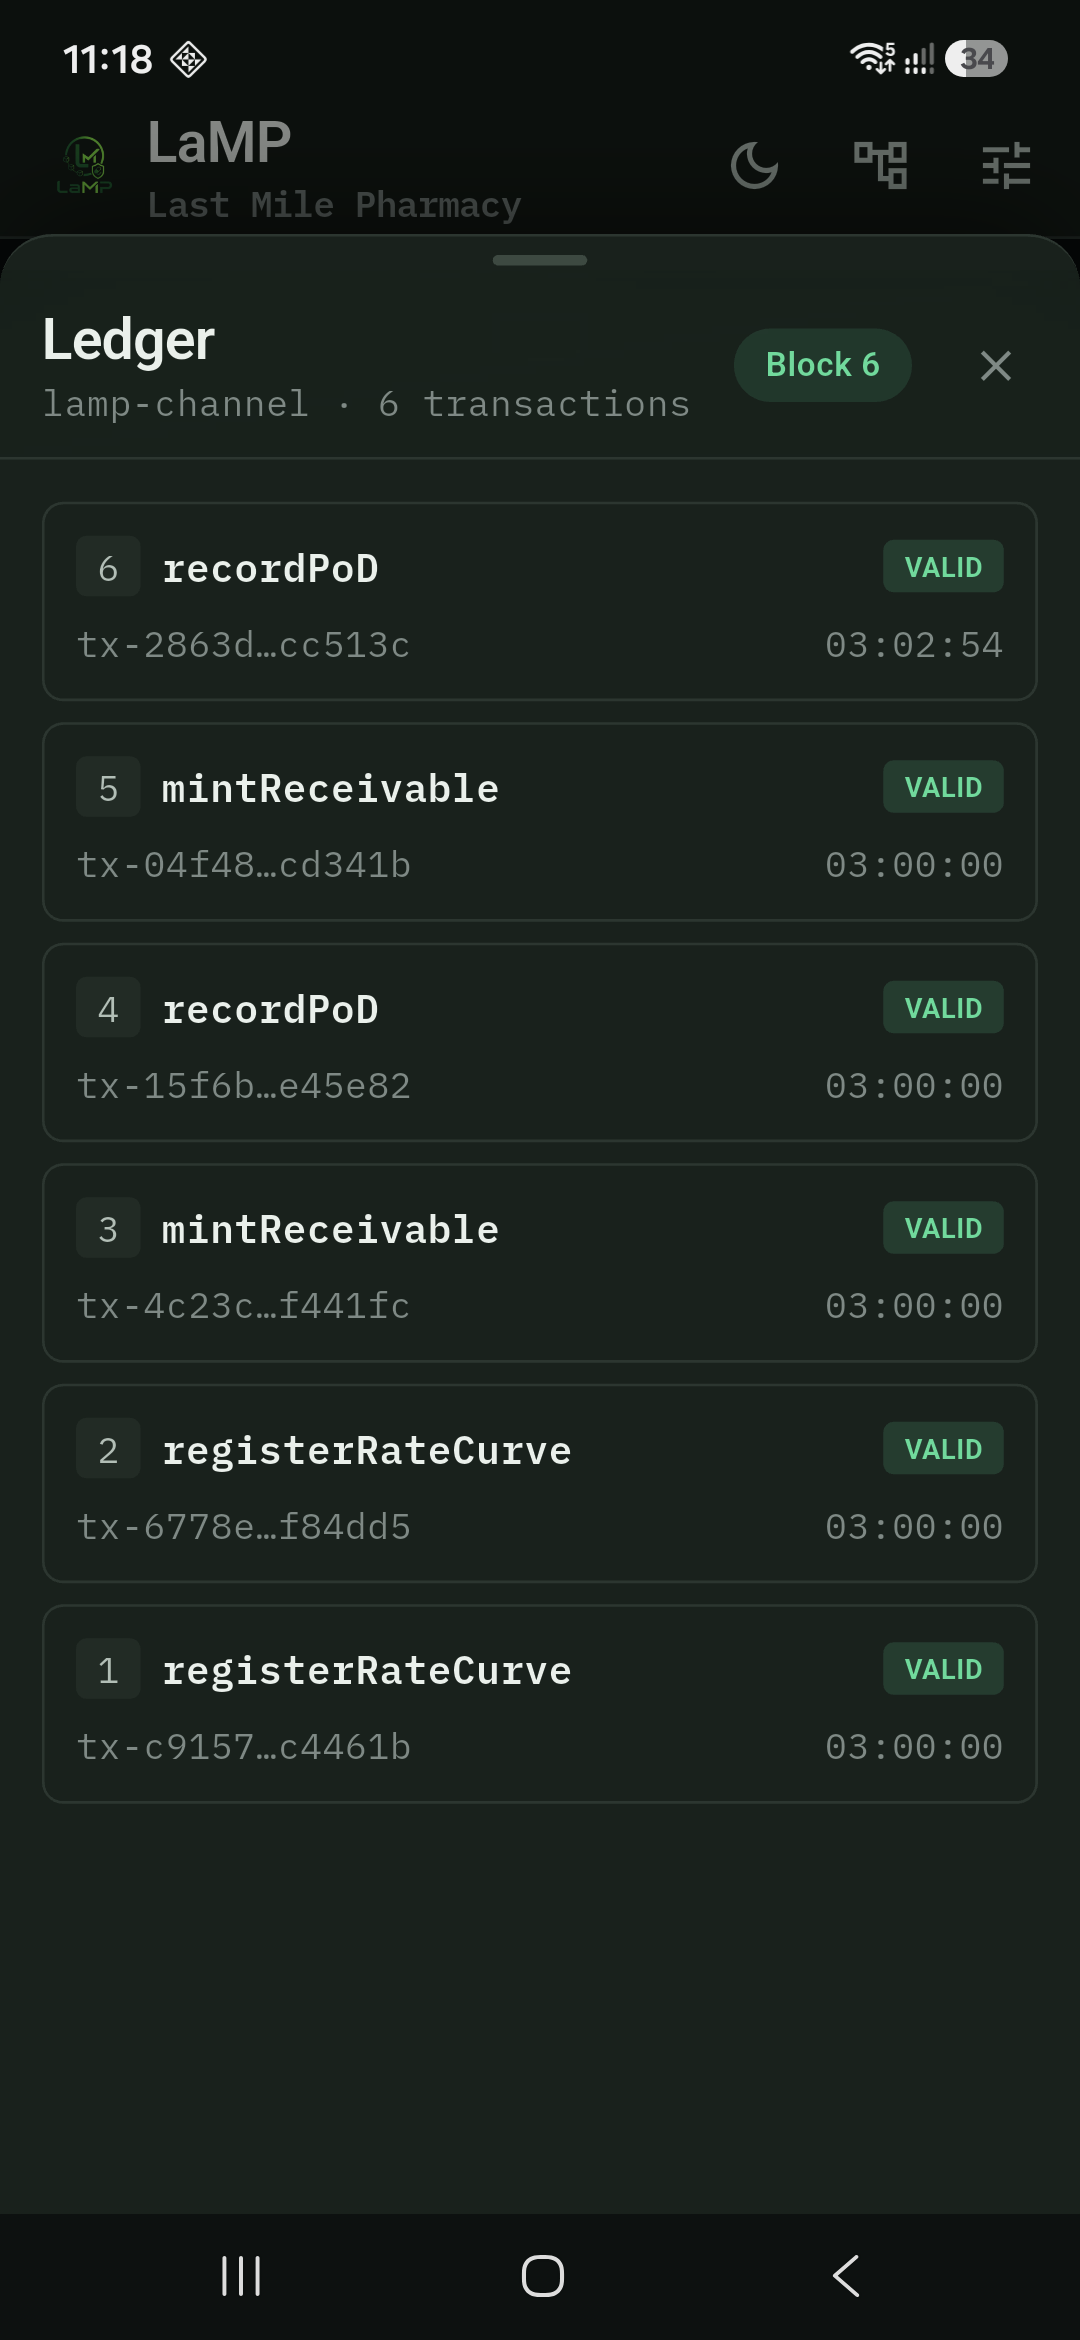 11:18
5
34
LaMP
LaMP
Last Mile Pharmacy
Ledger
Block 6
lamp-channel · 6 transactions
6 recordPoD VALID
tx-2863d…cc513c 03:02:54
5 mintReceivable VALID
tx-04f48…cd341b 03:00:00
4 recordPoD VALID
tx-15f6b…e45e82 03:00:00
3 mintReceivable VALID
tx-4c23c…f441fc 03:00:00
2 registerRateCurve VALID
tx-6778e…f84dd5 03:00:00
1 registerRateCurve VALID
tx-c9157…c4461b 03:00:00